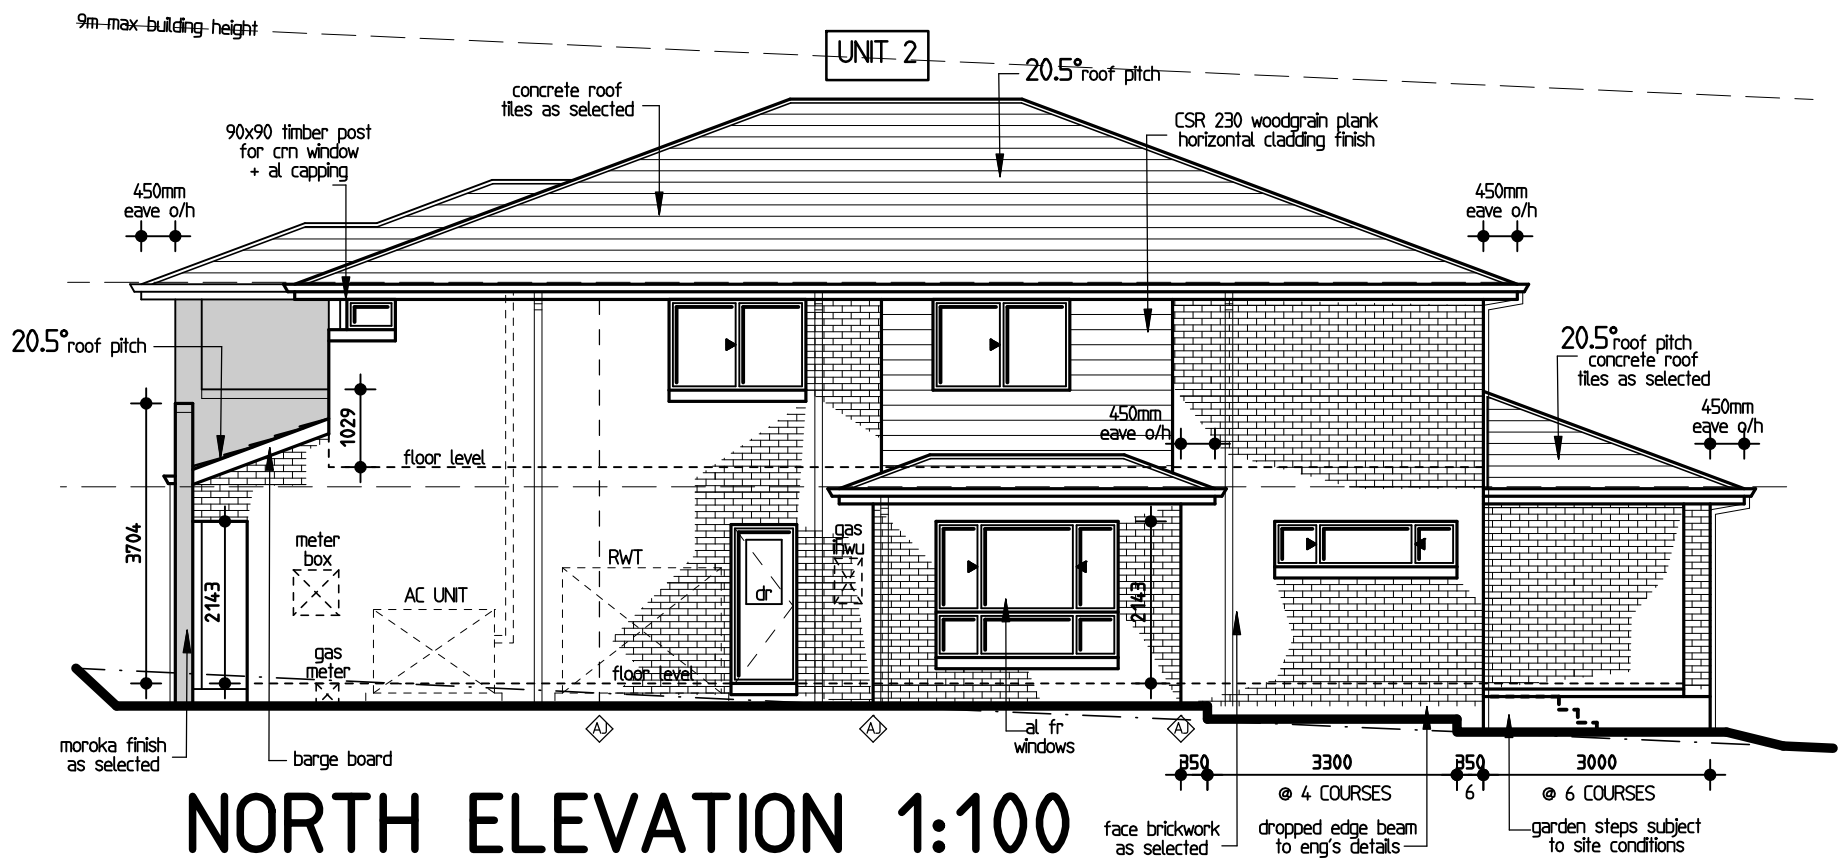 9m max building height
UNIT 2
20.5° roof pitch
concrete roof
tiles as selected
CSR 230 woodgrain plank
horizontal cladding finish
90x90 timber post
for crn window
+ al capping
450mm
eave o/h
450mm
eave o/h
20.5° roof pitch
20.5° roof pitch
concrete roof
tiles as selected
450mm
eave o/h
450mm
eave o/h
1029
floor level
3704
2143
meter
box
AC UNIT
RWT
dr
gas
2143
gas
meter
floor level
AJ
AJ
AJ
moroka finish
as selected
barge board
al fr
windows
350
3300
350
3000
@ 4 COURSES
6
@ 6 COURSES
face brickwork
as selected
dropped edge beam
to eng's details
garden steps subject
to site conditions
NORTH ELEVATION 1:100